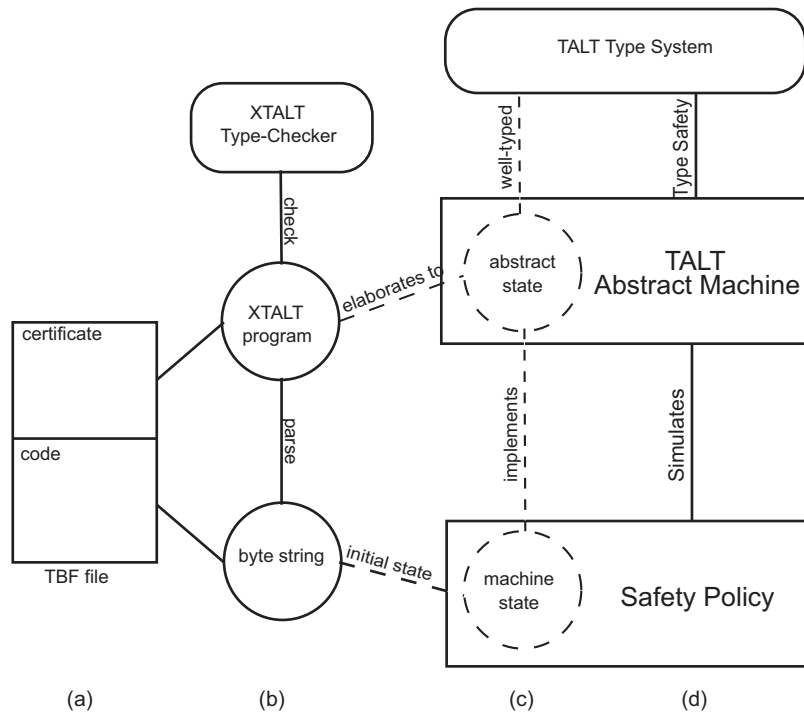 TALT Type System
XTALT
Type-Checker
well-typed
Type Safety
check
abstract
state
TALT
Abstract Machine
elaborates to
XTALT
program
certificate
code
parse
implements
Simulates
byte string
initial state
machine
state
Safety Policy
TBF file
(a)
(b)
(c)
(d)